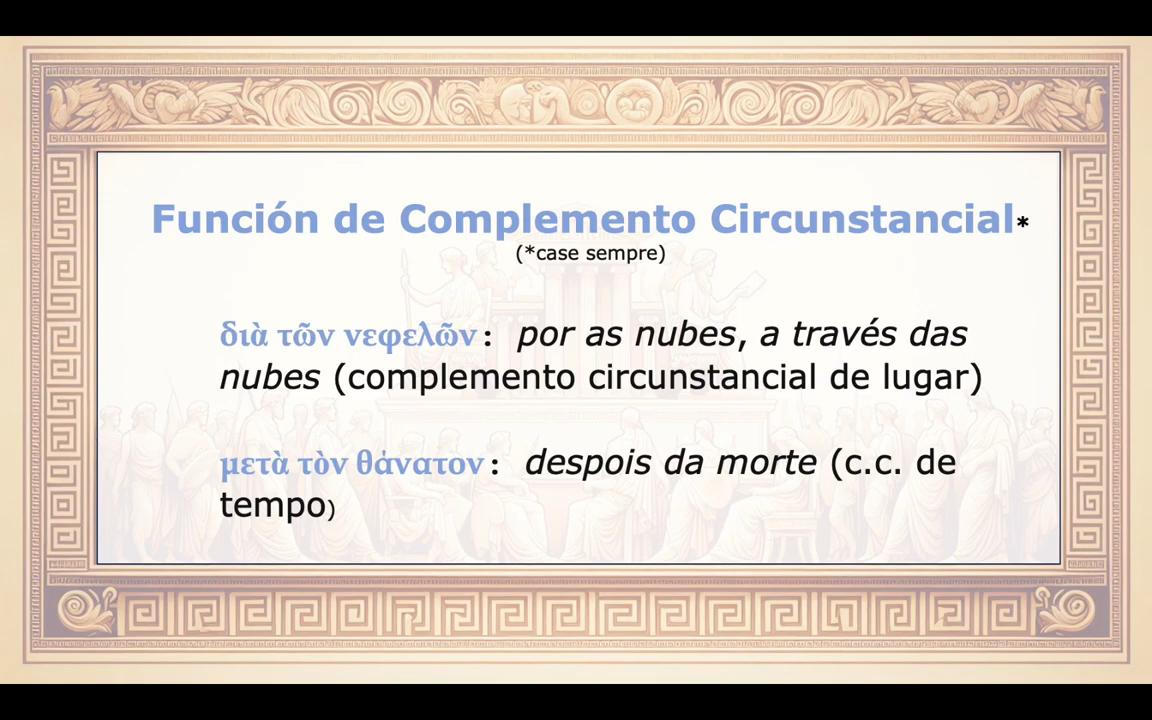 Función de Complemento Circunstancial*
(*case sempre)
διὰ τῶν νεφελῶν: por as nubes, a través das
nubes (complemento circunstancial de lugar)
μετὰ τὸν θάνατον: despois da morte (c.c. de
tempo)